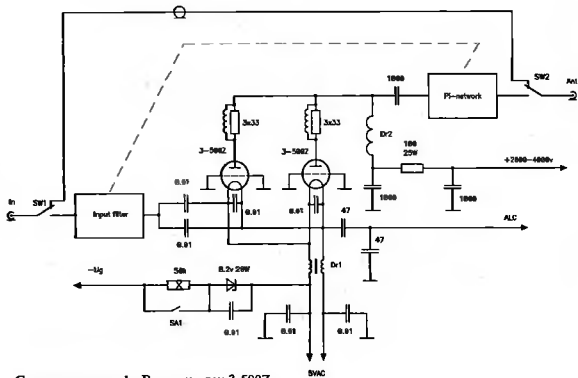 SW2
Ant
1000
Pi-network
3x33
3x33
Dr2
3-500Z
3-500Z
100
25W
+2000-4000v
1000
1000
In
SW1
Input filter
0.01
0.01
0.01
0.01
47
ALC
47
-Ug
50k
8.2v 20W
Dr1
SA1
0.01
0.01
0.01
5VAC
3-500Z